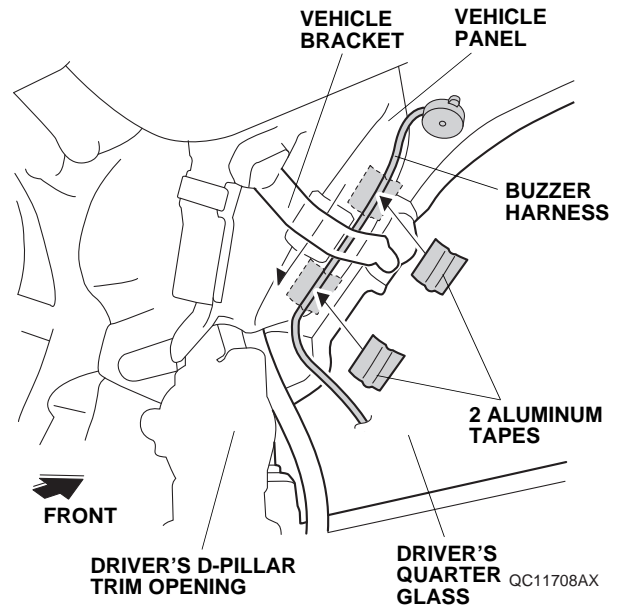 VEHICLE
BRACKET
VEHICLE
PANEL
BUZZER
HARNESS
2 ALUMINUM
TAPES
FRONT
DRIVER'S D-PILLAR
TRIM OPENING
DRIVER'S
QUARTER
GLASS
QC11708AX